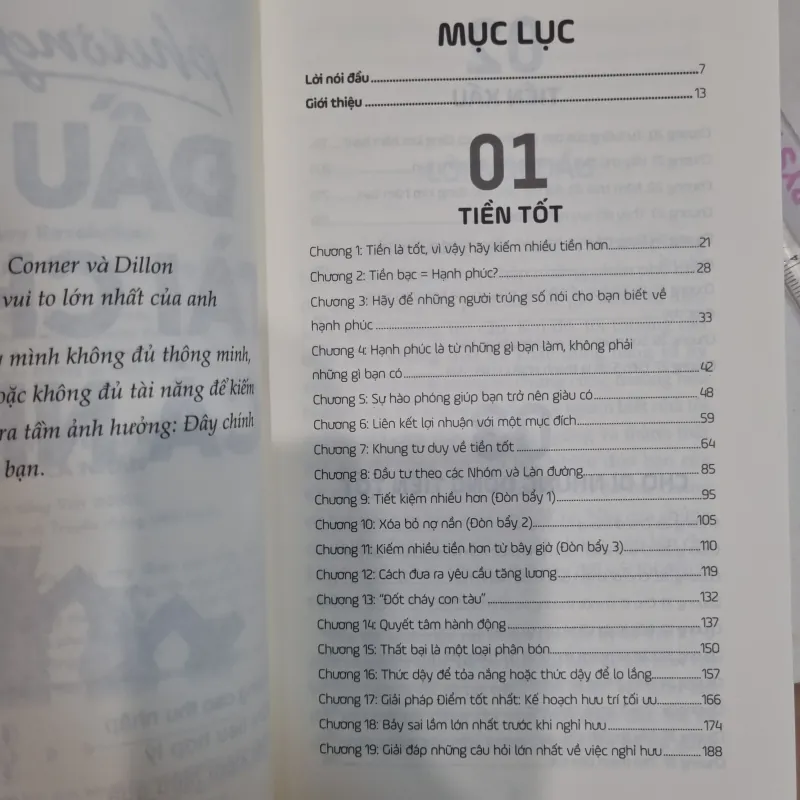 phương
ĐẦU
Conner và Dillon
vui to lớn nhất của anh
mình không đủ thông minh,
hoặc không đủ tài năng để kiếm
ra tầm ảnh hưởng: Đây chính
bạn.
MỤC LỤC
Lời nói đầu 7
Giới thiệu 13
01
TIỀN TỐT
Chương 1: Tiền là tốt, vì vậy hãy kiếm nhiều tiền hơn 21
Chương 2: Tiền bạc = Hạnh phúc? 28
Chương 3: Hãy để những người trúng số nói cho bạn biết về
hạnh phúc 33
Chương 4: Hạnh phúc là từ những gì bạn làm, không phải
những gì bạn có 42
Chương 5: Sự hào phóng giúp bạn trở nên giàu có 48
Chương 6: Liên kết lợi nhuận với một mục đích 59
Chương 7: Khung tư duy về tiền tốt 64
Chương 8: Đầu tư theo các Nhóm và Làn đường 85
Chương 9: Tiết kiệm nhiều hơn (Đòn bẩy 1) 95
Chương 10: Xóa bỏ nợ nần (Đòn bẩy 2) 105
Chương 11: Kiếm nhiều tiền hơn từ bây giờ (Đòn bẩy 3) 110
Chương 12: Cách đưa ra yêu cầu tăng lương 119
Chương 13: “Đốt cháy con tàu” 132
Chương 14: Quyết tâm hành động 137
Chương 15: Thất bại là một loại phân bón 150
Chương 16: Thức dậy để tỏa nắng hoặc thức dậy để lo lắng 157
Chương 17: Giải pháp Điểm tốt nhất: Kế hoạch hưu trí tối ưu 166
Chương 18: Bảy sai lầm lớn nhất trước khi nghỉ hưu 174
Chương 19: Giải đáp những câu hỏi lớn nhất về việc nghỉ hưu 188